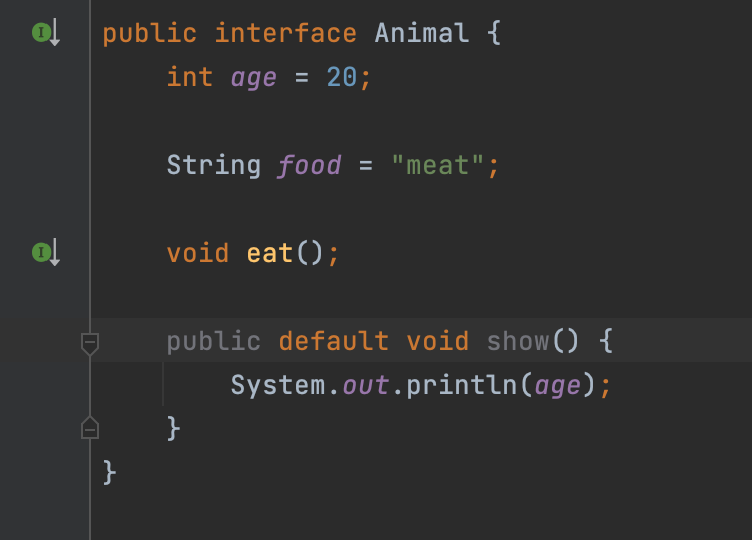 public interface Animal {
    int age = 20;
    String food = "meat";
    void eat();
    public default void show() {
        System.out.println(age);
    }
}